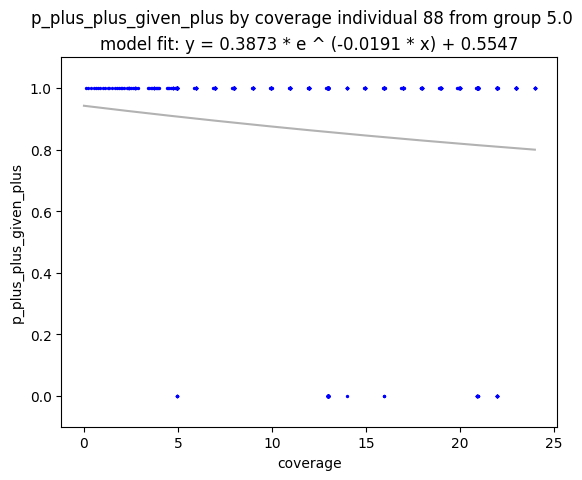 p_plus_plus_given_plus by coverage individual 88 from group 5.0
model fit: y = 0.3873 * e ^ (-0.0191 * x) + 0.5547
1.0
0.8
0.6
0.4
0.2
0.0
p_plus_plus_given_plus
0 5 10 15 20 25
coverage